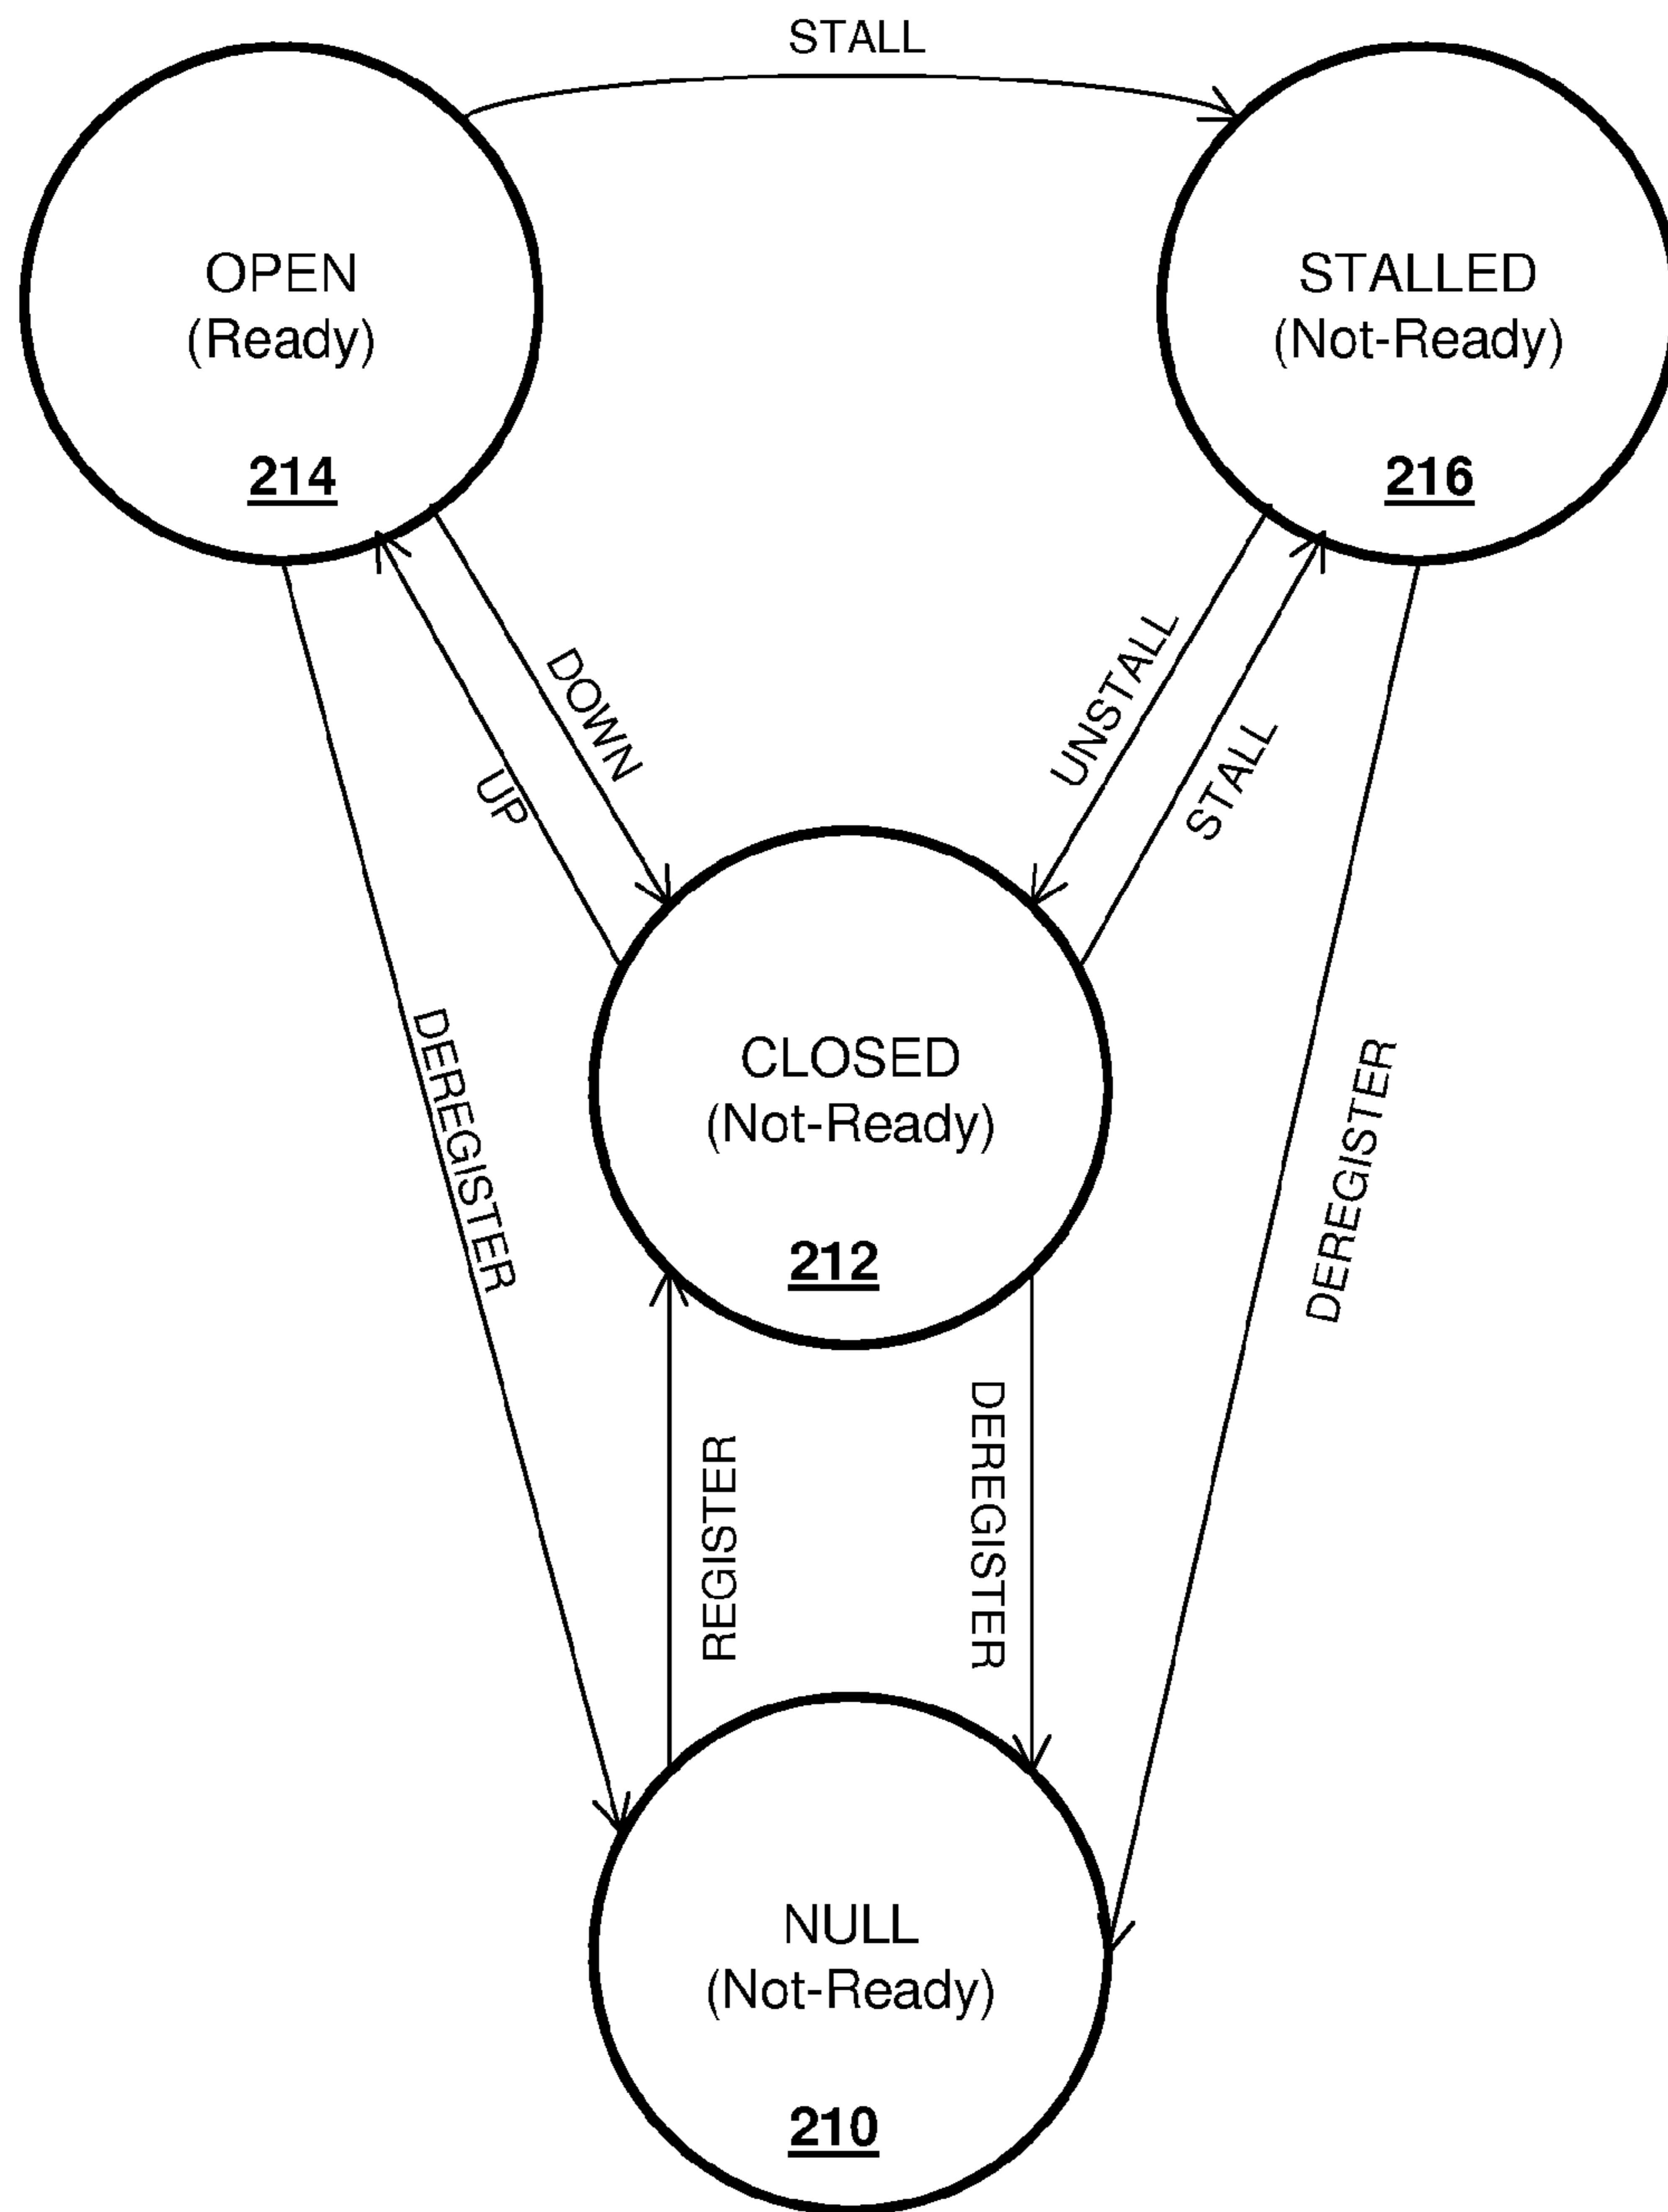 STALL
OPEN
(Ready)
214
STALLED
(Not-Ready)
216
DOWN
UP
UNSTALL
STALL
CLOSED
(Not-Ready)
212
DEREGISTER
DEREGISTER
REGISTER
DEREGISTER
NULL
(Not-Ready)
210